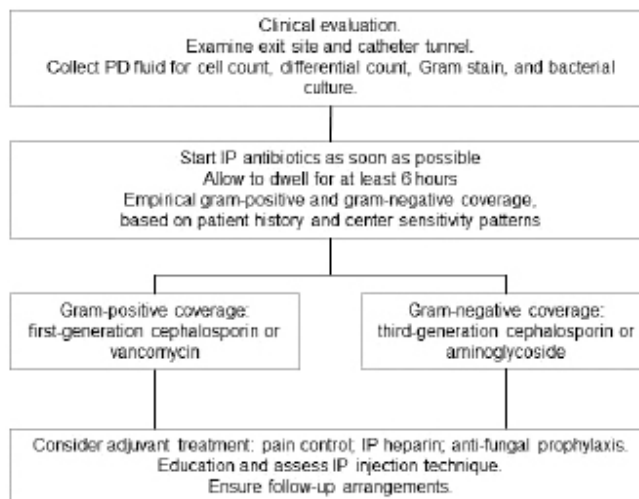 Clinical evaluation.
Examine exit site and catheter tunnel.
Collect PD fluid for cell count, differential count, Gram stain, and bacterial
culture.
Start IP antibiotics as soon as possible
Allow to dwell for at least 6 hours
Empirical gram-positive and gram-negative coverage,
based on patient history and center sensitivity patterns
Gram-positive coverage:
first-generation cephalosporin or
vancomycin
Gram-negative coverage:
third-generation cephalosporin or
aminoglycoside
Consider adjuvant treatment: pain control; IP heparin; anti-fungal prophylaxis.
Education and assess IP injection technique.
Ensure follow-up arrangements.